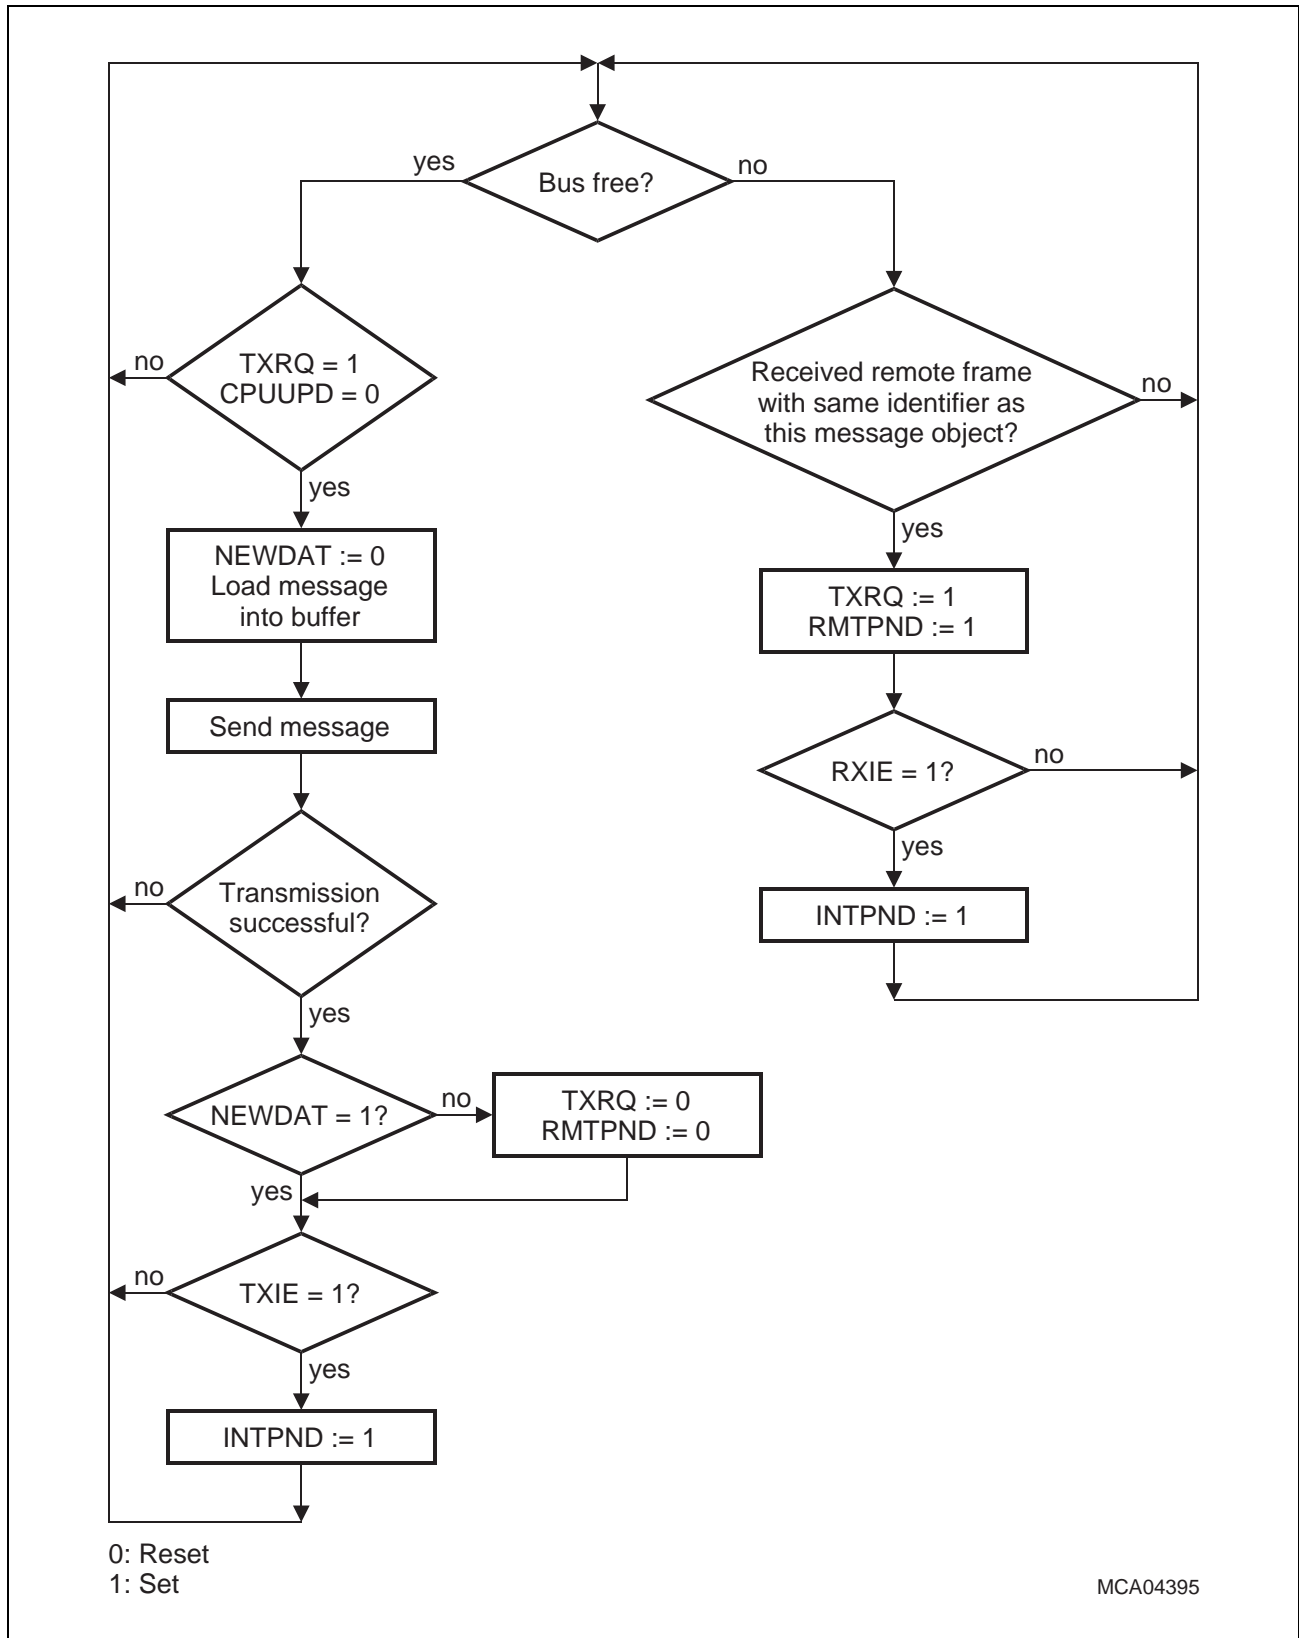 Bus free?
yes
no
TXRQ = 1
CPUUPD = 0
no
yes
NEWDAT := 0
Load message
into buffer
Send message
Transmission
successful?
no
yes
NEWDAT = 1?
no
TXRQ := 0
RMTPND := 0
yes
TXIE = 1?
no
yes
INTPND := 1
Received remote frame
with same identifier as
this message object?
no
yes
TXRQ := 1
RMTPND := 1
RXIE = 1?
no
yes
INTPND := 1
0: Reset
1: Set
MCA04395